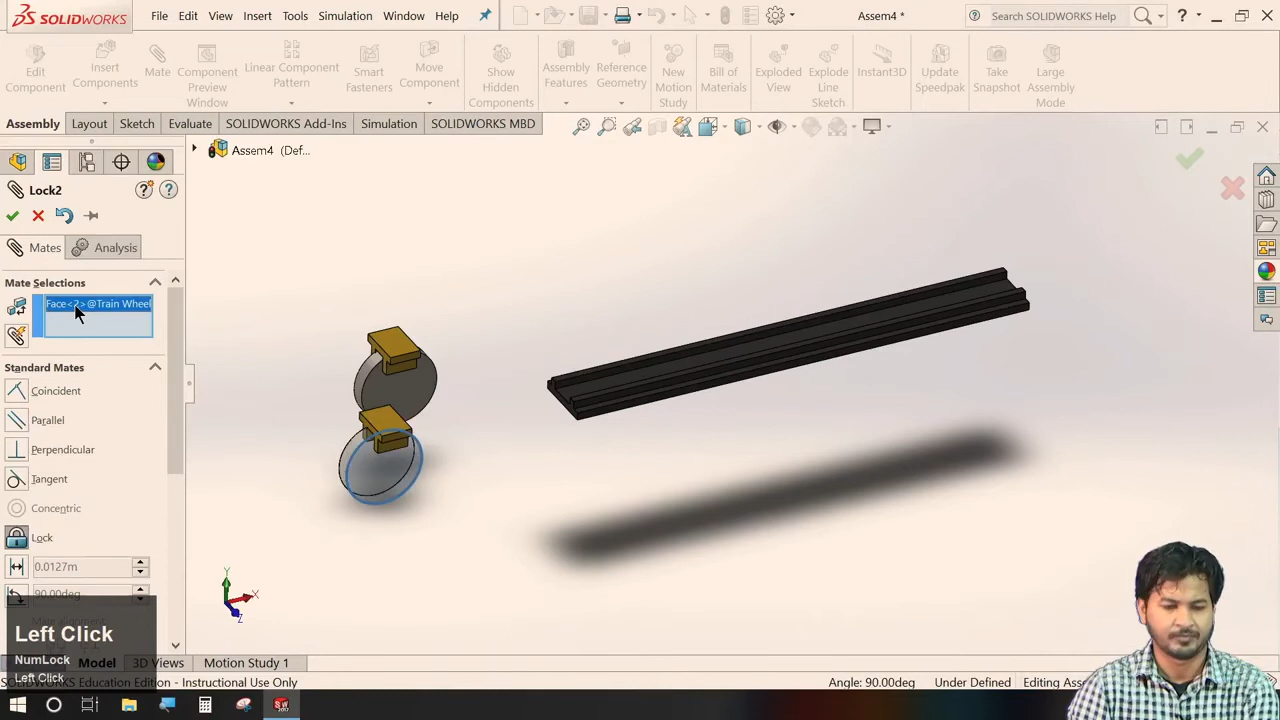 SOLIDWORKS
File Edit View Insert Tools Simulation Window Help
Assem4 *
Search SOLIDWORKS Help
Edit Component
Insert Components
Mate
Component Preview Window
Linear Component Pattern
Smart Fasteners
Move Component
Show Hidden Components
Assembly Features
Reference Geometry
New Motion Study
Bill of Materials
Exploded View
Explode Line Sketch
Instant3D
Update Speedpak
Take Snapshot
Large Assembly Mode
Assembly Layout Sketch Evaluate SOLIDWORKS Add-Ins Simulation SOLIDWORKS MBD
Assem4 (Def...
Lock2
Mates Analysis
Mate Selections
Face<2>@Train Wheel
Standard Mates
Coincident
Parallel
Perpendicular
Tangent
Concentric
Lock
0.0127m
90.00deg
Mate alignment:
Left Click
NumLock
Left Click
Y
X
Z
Model 3D Views Motion Study 1
SOLIDWORKS Education Edition - Instructional Use Only
Angle: 90.00deg Under Defined Editing Asse